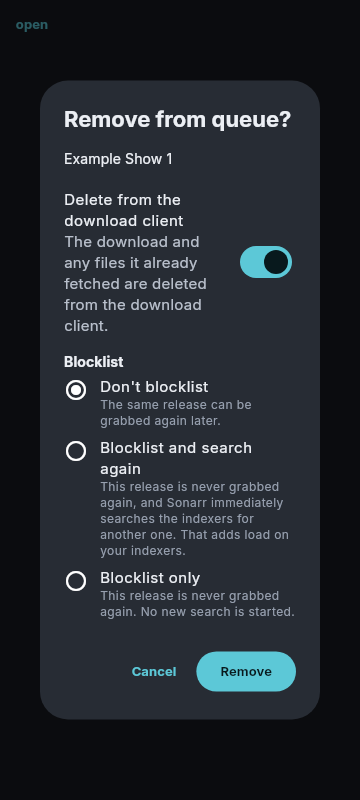 open
Remove from queue?
Example Show 1
Delete from the
download client
The download and
any files it already
fetched are deleted
from the download
client.
Blocklist
Don't blocklist
The same release can be
grabbed again later.
Blocklist and search
again
This release is never grabbed
again, and Sonarr immediately
searches the indexers for
another one. That adds load on
your indexers.
Blocklist only
This release is never grabbed
again. No new search is started.
Cancel
Remove